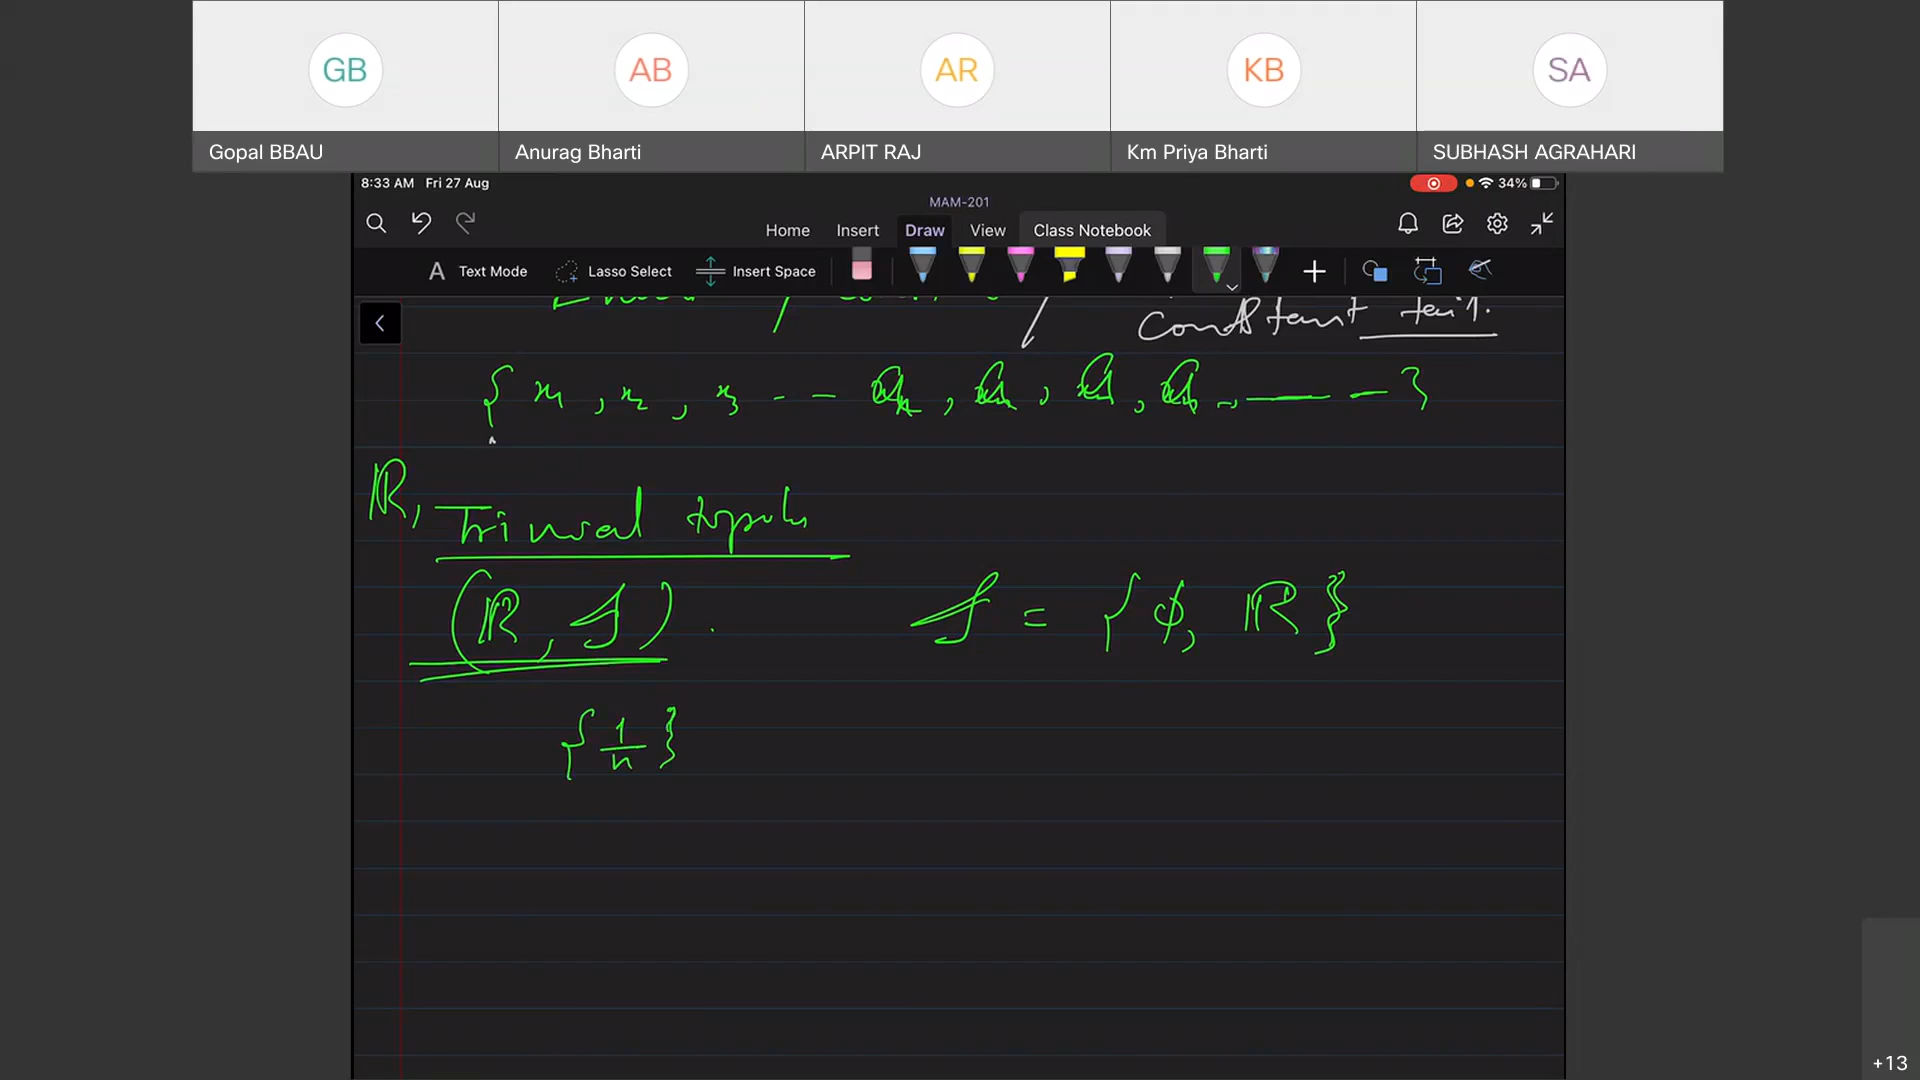 GB AB AR KB SA
Gopal BBAU Anurag Bharti ARPIT RAJ Km Priya Bharti SUBHASH AGRAHARI
8:33 AM Fri 27 Aug 34%
MAM-201
Home Insert Draw View Class Notebook
A Text Mode Lasso Select Insert Space
constant tail.
{ x₁, x₂, x₃ - -
ℝ, Trivial
(ℝ, ℐ). ℐ = { ϕ, ℝ }
{ 1/n }
+13